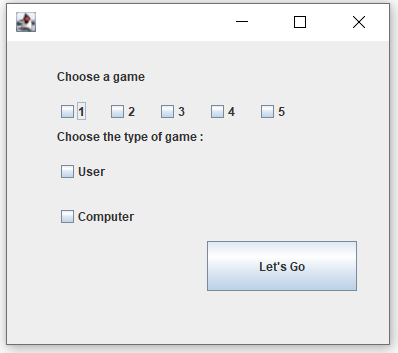 Choose a game
1 2 3 4 5
Choose the type of game :
User
Computer
Let's Go